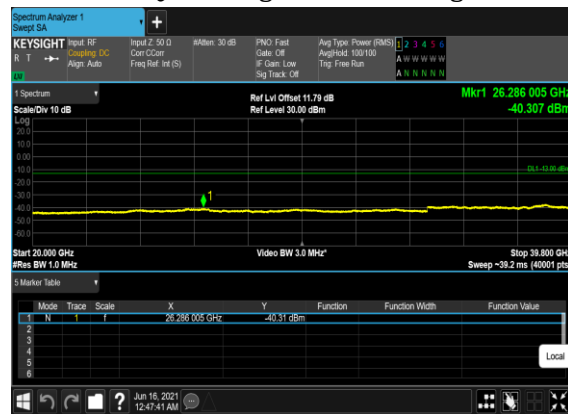 Spectrum Analyzer 1
Swept SA
+
KEYSIGHT Input: RF Input Z: 50 Ω #Atten: 30 dB PNO: Fast Avg Type: Power (RMS) 1 2 3 4 5 6
R T Coupling: DC Corr CCorr Gate: Off Avg|Hold: 100/100 A W W W W W
Align: Auto Freq Ref: Int (S) IF Gain: Low Trig: Free Run
LU Sig Track: Off A N N N N N
1 Spectrum Ref Lvl Offset 11.79 dB Mkr1 26.286 005 GHz
Scale/Div 10 dB Ref Level 30.00 dBm -40.307 dBm
Log
20.0
10.0
0.00
-10.0
DL1 -13.00 dBm
-20.0
-30.0
1
-40.0
-50.0
-60.0
Start 20.000 GHz Video BW 3.0 MHz* Stop 39.800 GHz
#Res BW 1.0 MHz Sweep ~39.2 ms (40001 pts)
5 Marker Table
Mode Trace Scale X Y Function Function Width Function Value
1 N 1 f 26.286 005 GHz -40.31 dBm
2
3
4
5
6
Local
? Jun 16, 2021
12:47:41 AM